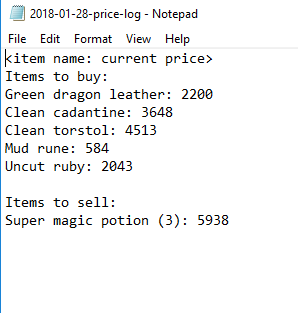 2018-01-28-price-log - Notepad
File Edit Format View Help
<item name: current price>
Items to buy:
Green dragon leather: 2200
Clean cadantine: 3648
Clean torstol: 4513
Mud rune: 584
Uncut ruby: 2043
Items to sell:
Super magic potion (3): 5938